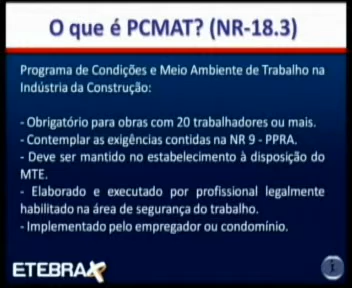 O que é PCMAT? (NR-18.3)
Programa de Condições e Meio Ambiente de Trabalho na
Indústria da Construção:
- Obrigatório para obras com 20 trabalhadores ou mais.
- Contemplar as exigências contidas na NR 9 - PPRA.
- Deve ser mantido no estabelecimento à disposição do
MTE.
- Elaborado e executado por profissional legalmente
habilitado na área de segurança do trabalho.
- Implementado pelo empregador ou condomínio.
ETEBRAX